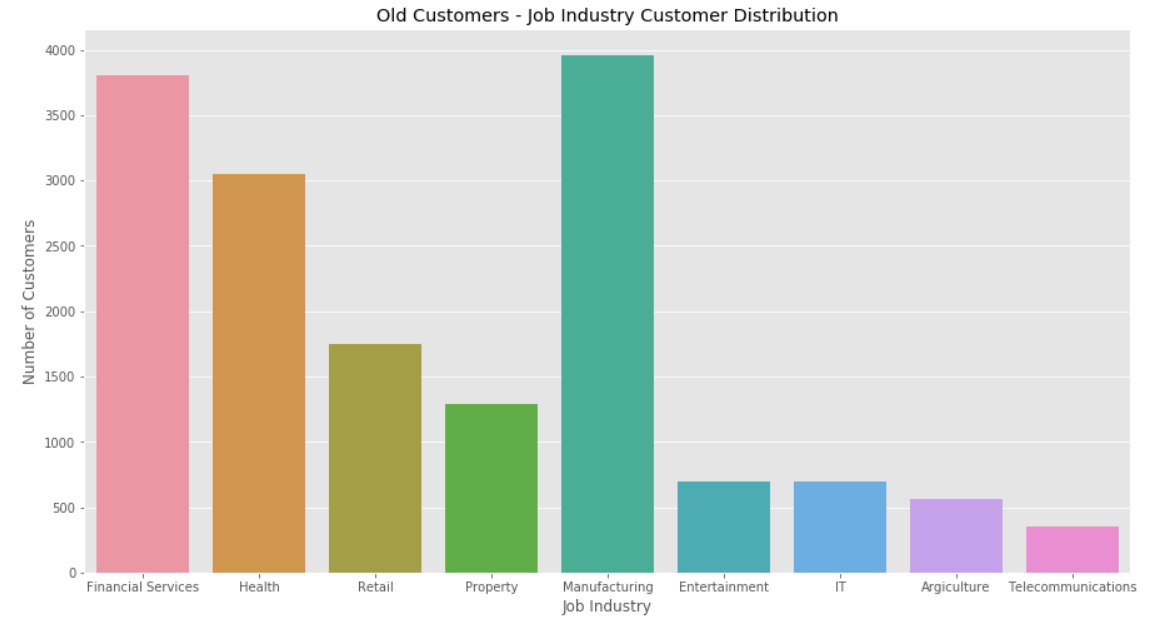 Old Customers - Job Industry Customer Distribution
4000
3500
3000
2500
2000
1500
1000
500
0
Number of Customers
Financial Services Health Retail Property Manufacturing Entertainment IT Argiculture Telecommunications
Job Industry